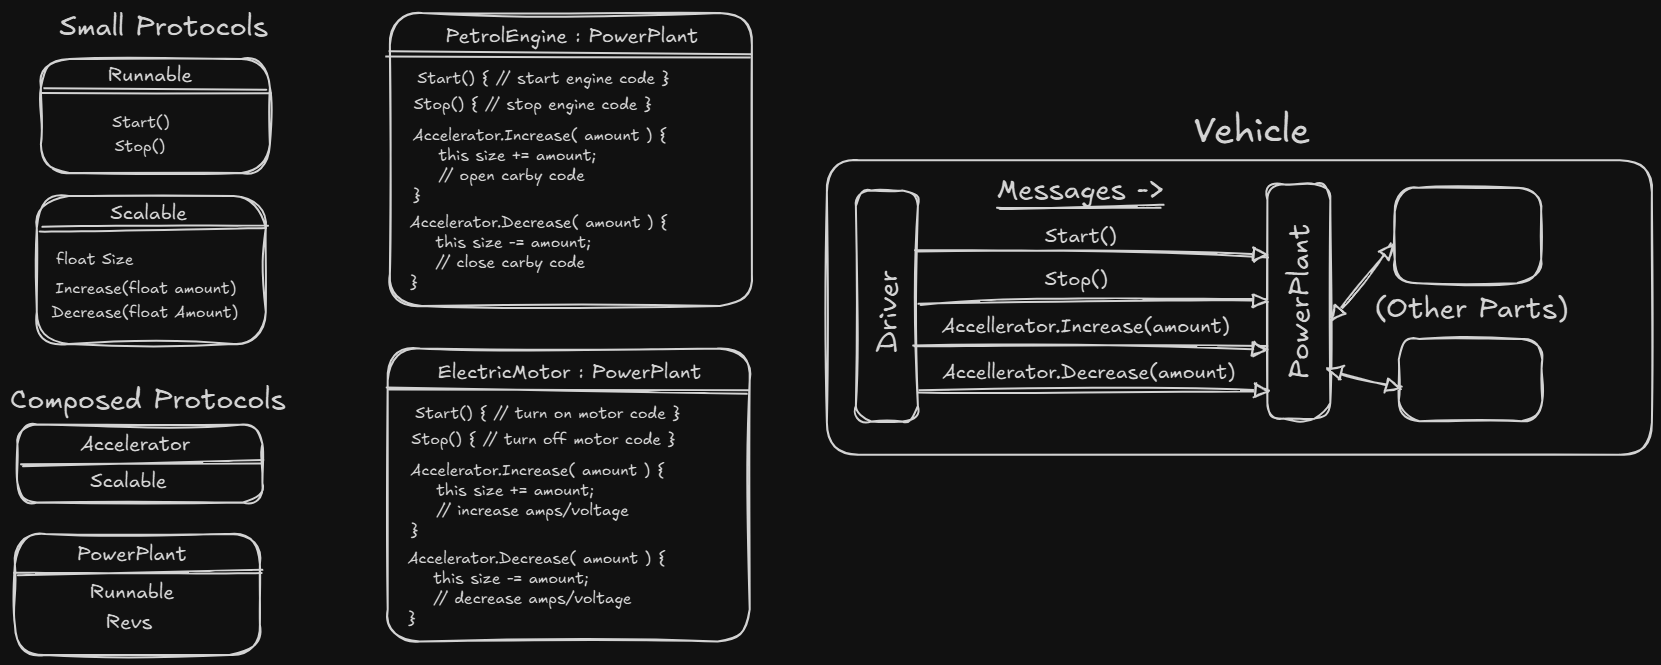 Small Protocols
Runnable
Start()
Stop()
Scalable
float Size
Increase(float amount)
Decrease(float Amount)
Composed Protocols
Accelerator
Scalable
PowerPlant
Runnable
Revs
PetrolEngine : PowerPlant
Start() { // start engine code }
Stop() { // stop engine code }
Accelerator.Increase( amount ) {
this size += amount;
// open carby code
}
Accelerator.Decrease( amount ) {
this size -= amount;
// close carby code
}
ElectricMotor : PowerPlant
Start() { // turn on motor code }
Stop() { // turn off motor code }
Accelerator.Increase( amount ) {
this size += amount;
// increase amps/voltage
}
Accelerator.Decrease( amount ) {
this size -= amount;
// decrease amps/voltage
}
Vehicle
Driver
Messages ->
Start()
Stop()
Accellerator.Increase(amount)
Accellerator.Decrease(amount)
PowerPlant
(Other Parts)